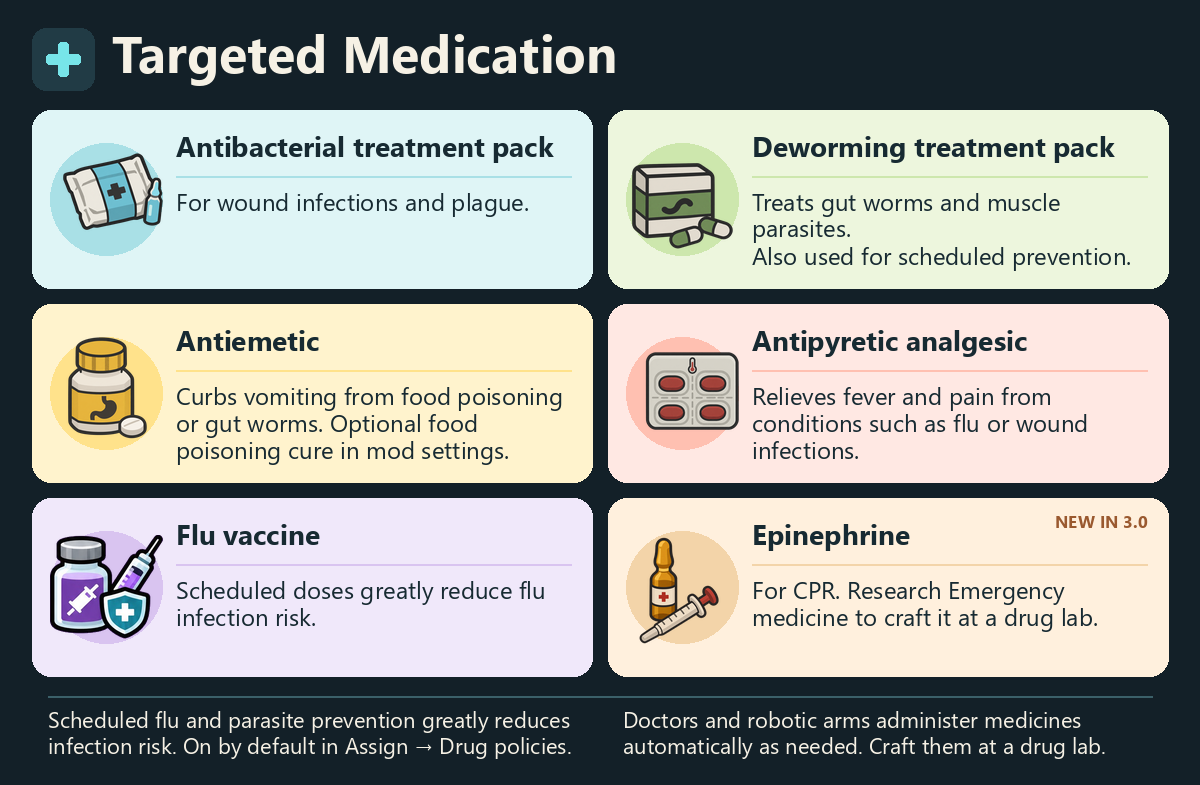 Targeted Medication
Antibacterial treatment pack
For wound infections and plague.
Deworming treatment pack
Treats gut worms and muscle
parasites.
Also used for scheduled prevention.
Antiemetic
Curbs vomiting from food poisoning
or gut worms. Optional food
poisoning cure in mod settings.
Antipyretic analgesic
Relieves fever and pain from
conditions such as flu or wound
infections.
Flu vaccine
Scheduled doses greatly reduce flu
infection risk.
NEW IN 3.0
Epinephrine
For CPR. Research Emergency
medicine to craft it at a drug lab.
Scheduled flu and parasite prevention greatly reduces
infection risk. On by default in Assign → Drug policies.
Doctors and robotic arms administer medicines
automatically as needed. Craft them at a drug lab.